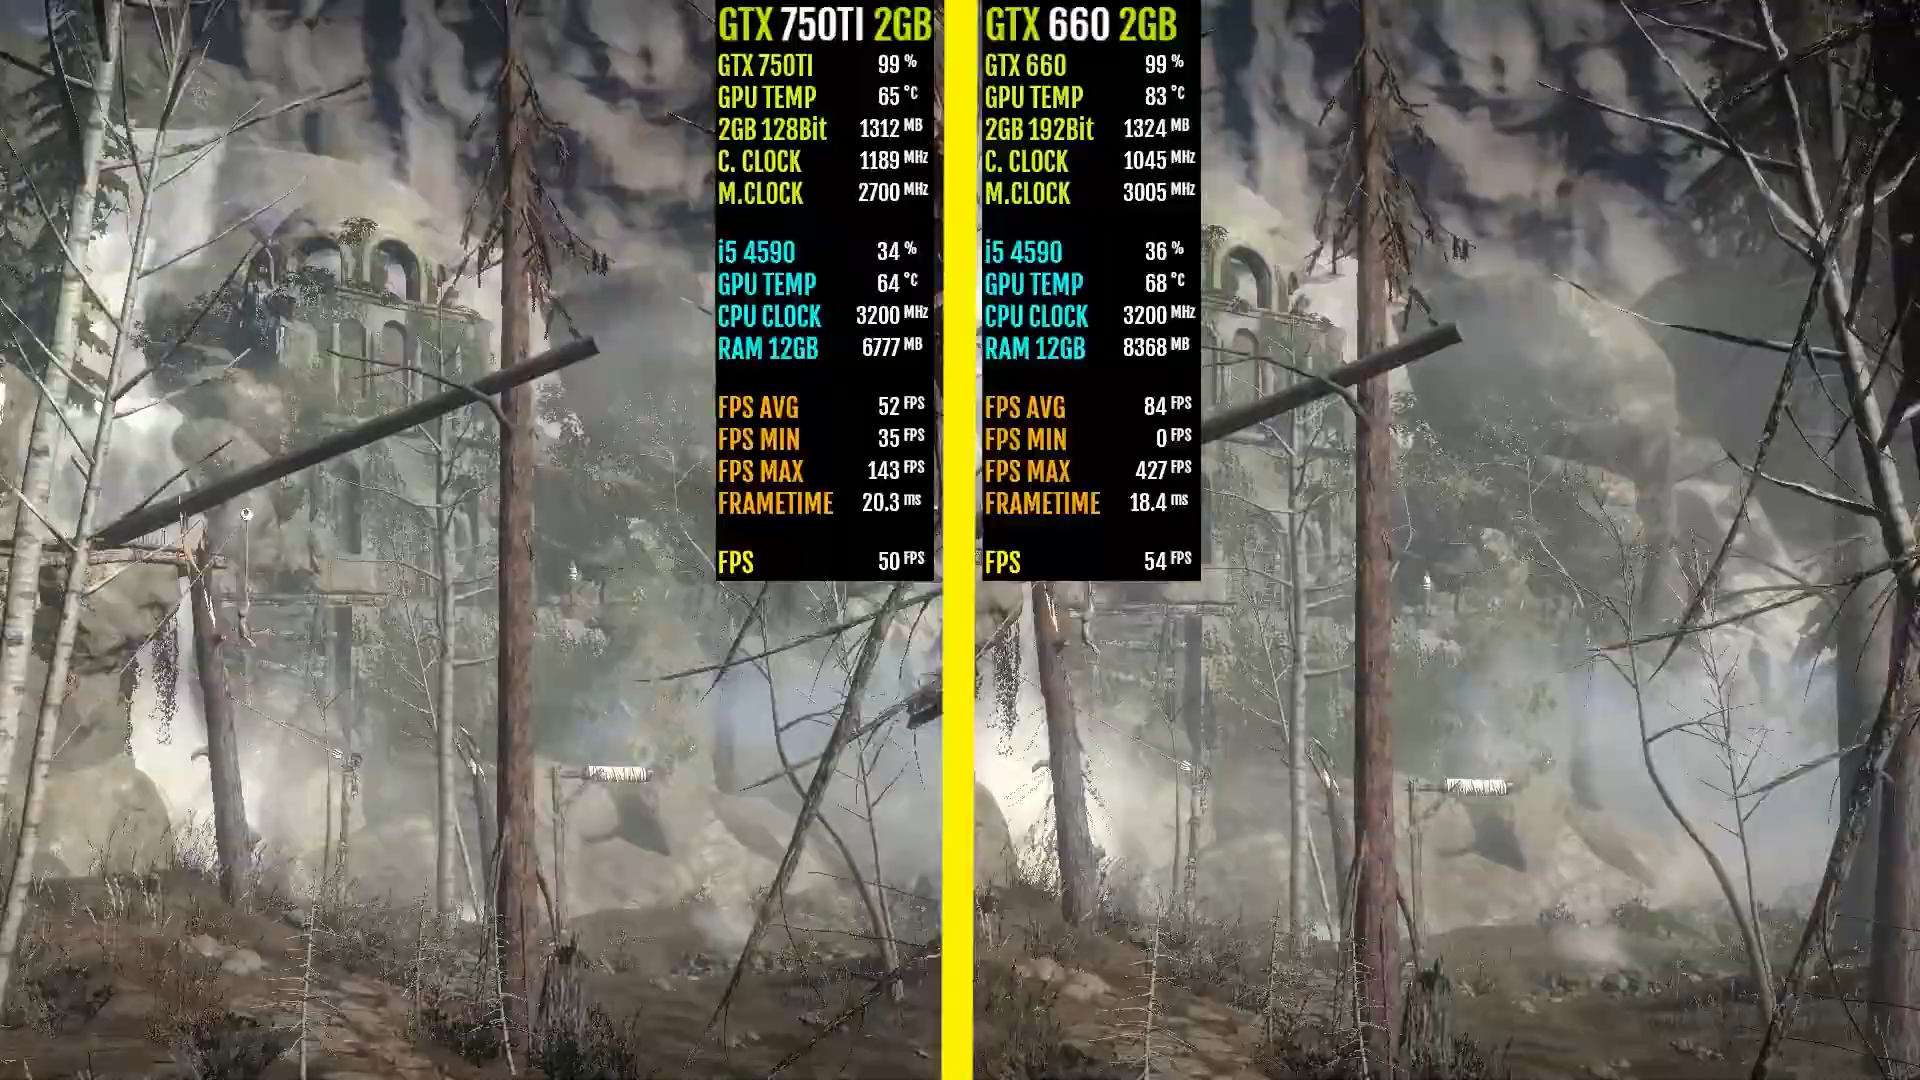 GTX 750TI 2GB
GTX 750TI 99 %
GPU TEMP 65 °C
2GB 128Bit 1312 MB
C. CLOCK 1189 MHz
M.CLOCK 2700 MHz
i5 4590 34 %
GPU TEMP 64 °C
CPU CLOCK 3200 MHz
RAM 12GB 6777 MB
FPS AVG 52 FPS
FPS MIN 35 FPS
FPS MAX 143 FPS
FRAMETIME 20.3 ms
FPS 50 FPS
GTX 660 2GB
GTX 660 99 %
GPU TEMP 83 °C
2GB 192Bit 1324 MB
C. CLOCK 1045 MHz
M.CLOCK 3005 MHz
i5 4590 36 %
GPU TEMP 68 °C
CPU CLOCK 3200 MHz
RAM 12GB 8368 MB
FPS AVG 84 FPS
FPS MIN 0 FPS
FPS MAX 427 FPS
FRAMETIME 18.4 ms
FPS 54 FPS